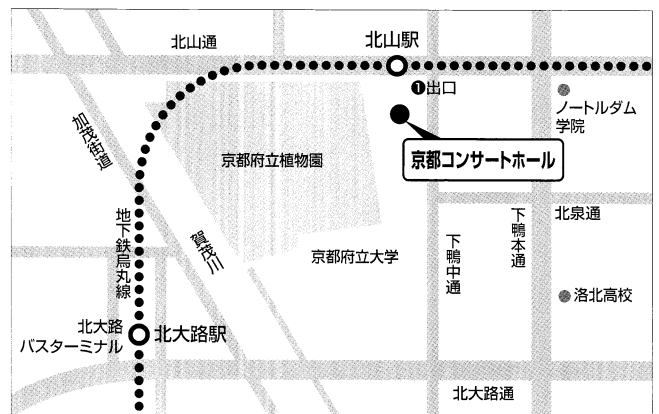 北山通
北山駅
❶出口
ノートルダム
学院
加茂街道
京都コンサートホール
京都府立植物園
地下鉄烏丸線
賀茂川
京都府立大学
下鴨中通
下鴨本通
北泉通
洛北高校
北大路
バスターミナル
北大路駅
北大路通